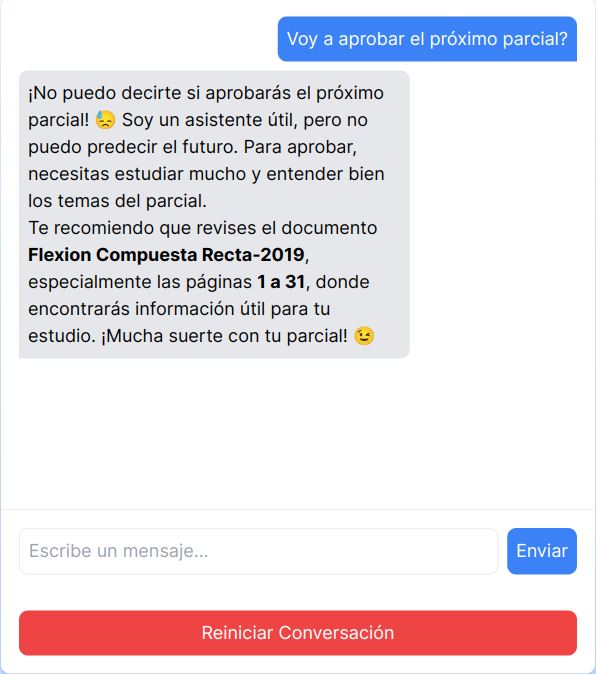 Voy a aprobar el próximo parcial?
¡No puedo decirte si aprobarás el próximo
parcial! 😓 Soy un asistente útil, pero no
puedo predecir el futuro. Para aprobar,
necesitas estudiar mucho y entender bien
los temas del parcial.
Te recomiendo que revises el documento
Flexion Compuesta Recta-2019,
especialmente las páginas 1 a 31, donde
encontrarás información útil para tu
estudio. ¡Mucha suerte con tu parcial! 😉
Escribe un mensaje...
Enviar
Reiniciar Conversación